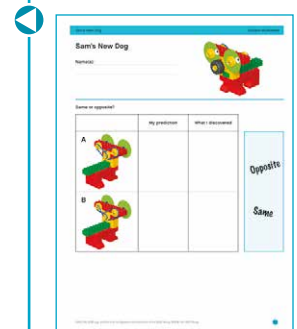 Sam's New Dog
Name(s):
Same or opposite?
My prediction
What I discovered
A
B
Opposite
Same